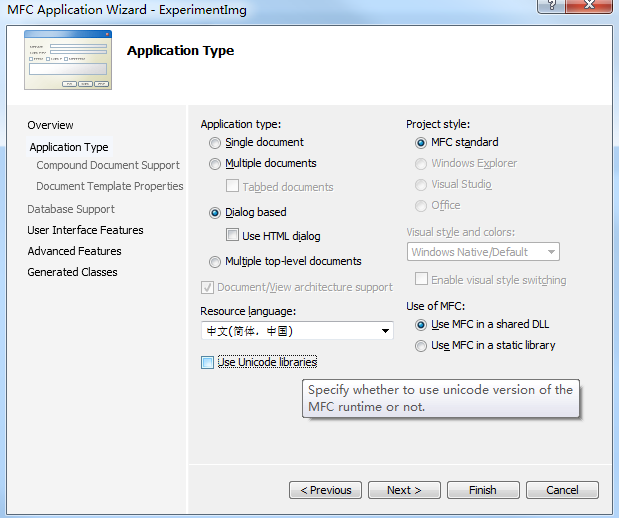 MFC Application Wizard - ExperimentImg
Application Type
Overview
Application Type
Compound Document Support
Document Template Properties
Database Support
User Interface Features
Advanced Features
Generated Classes
Application type:
Single document
Multiple documents
Tabbed documents
Dialog based
Use HTML dialog
Multiple top-level documents
Document/View architecture support
Resource language:
中文(简体，中国)
Use Unicode libraries
Project style:
MFC standard
Windows Explorer
Visual Studio
Office
Visual style and colors:
Windows Native/Default
Enable visual style switching
Use of MFC:
Use MFC in a shared DLL
Use MFC in a static library
Specify whether to use unicode version of the
MFC runtime or not.
< Previous
Next >
Finish
Cancel